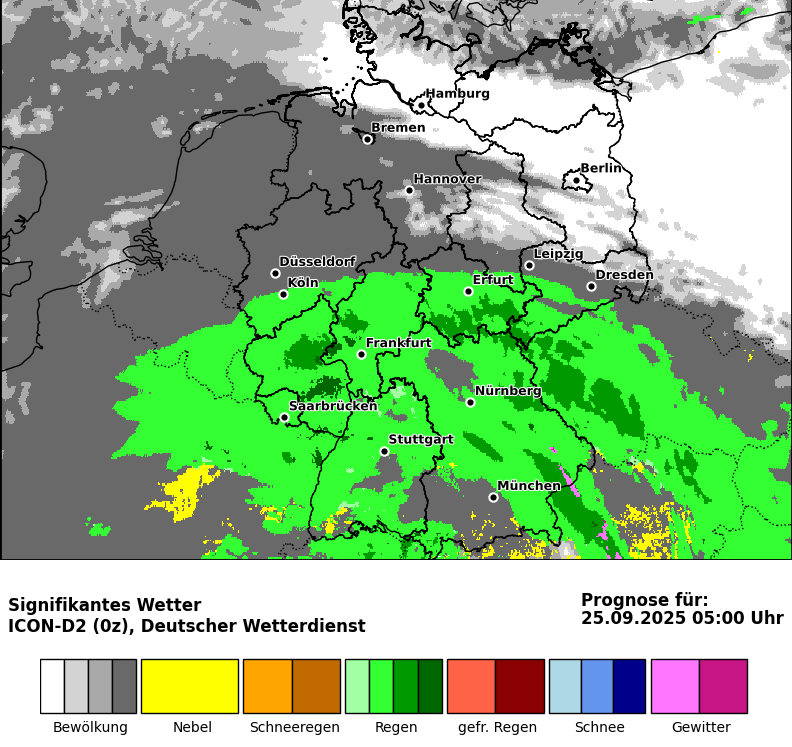 Hamburg
Bremen
Berlin
Hannover
Leipzig
Düsseldorf
Dresden
Köln
Erfurt
Frankfurt
Nürnberg
Saarbrücken
Stuttgart
München
Signifikantes Wetter
ICON-D2 (0z), Deutscher Wetterdienst
Prognose für:
25.09.2025 05:00 Uhr
Bewölkung Nebel Schneeregen Regen gefr. Regen Schnee Gewitter